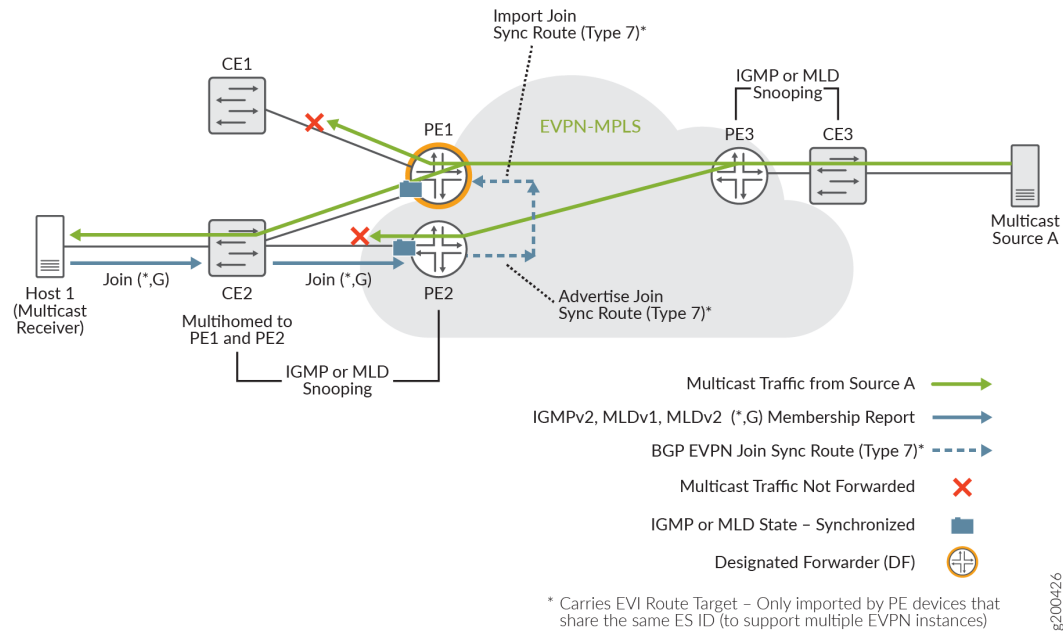 Import Join
Sync Route (Type 7)*
CE1
IGMP or MLD
Snooping
EVPN-MPLS
PE1
PE3
CE3
Multicast
Source A
Join (*,G)
Join (*,G)
Host 1
(Multicast
Receiver)
CE2
PE2
Multihomed to
PE1 and PE2
Advertise Join
Sync Route (Type 7)*
IGMP or MLD
Snooping
Multicast Traffic from Source A
IGMPv2, MLDv1, MLDv2 (*,G) Membership Report
BGP EVPN Join Sync Route (Type 7)*
Multicast Traffic Not Forwarded
IGMP or MLD State – Synchronized
Designated Forwarder (DF)
* Carries EVI Route Target – Only imported by PE devices that
share the same ES ID (to support multiple EVPN instances)
g200426